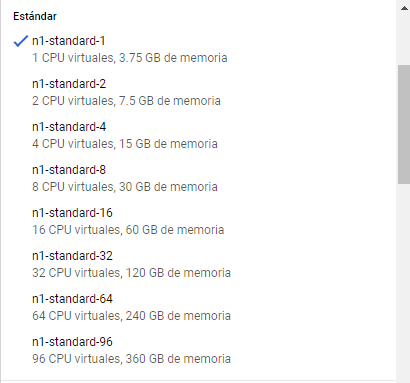 Estándar
n1-standard-1
1 CPU virtuales, 3.75 GB de memoria
n1-standard-2
2 CPU virtuales, 7.5 GB de memoria
n1-standard-4
4 CPU virtuales, 15 GB de memoria
n1-standard-8
8 CPU virtuales, 30 GB de memoria
n1-standard-16
16 CPU virtuales, 60 GB de memoria
n1-standard-32
32 CPU virtuales, 120 GB de memoria
n1-standard-64
64 CPU virtuales, 240 GB de memoria
n1-standard-96
96 CPU virtuales, 360 GB de memoria